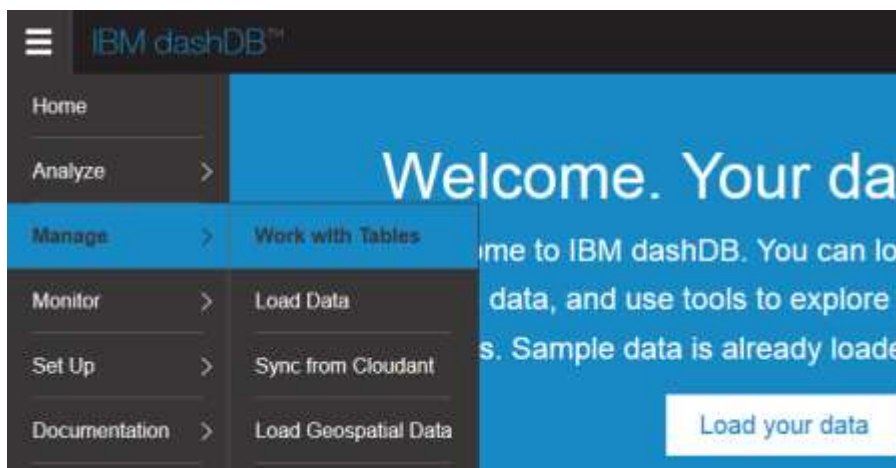 IBM dashDB™
Home
Analyze
Manage
Monitor
Set Up
Documentation
Work with Tables
Load Data
Sync from Cloudant
Load Geospatial Data
Welcome. Your da
me to IBM dashDB. You can lo
data, and use tools to explore
s. Sample data is already loade
Load your data